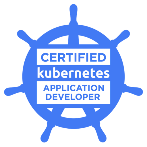 CERTIFIED
kubernetes
APPLICATION
DEVELOPER